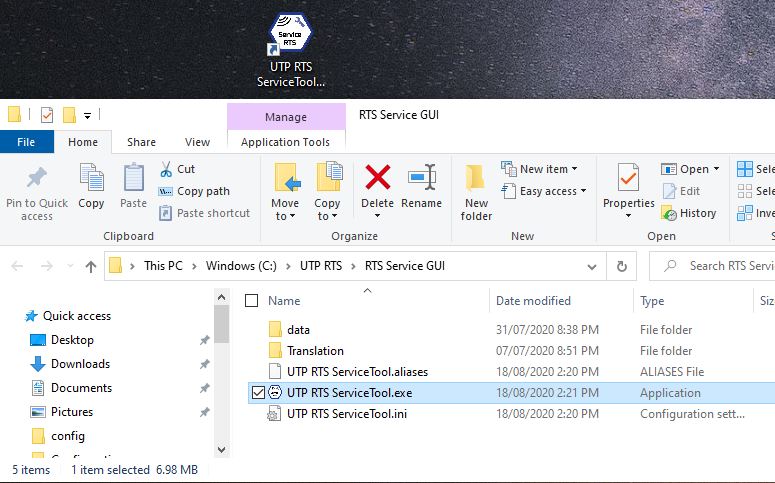 Service
RTS
UTP RTS
ServiceTool...
Manage
RTS Service GUI
File
Home
Share
View
Application Tools
Pin to Quick
access
Copy
Paste
Cut
Copy path
Paste shortcut
Move
to
Copy
to
Delete
Rename
New
folder
New item
Easy access
Properties
Open
Edit
History
Sele
Sele
Inve
Clipboard
Organize
New
Open
S
This PC
Windows (C:)
UTP RTS
RTS Service GUI
Search RTS Servi
Name
Date modified
Type
Siz
Quick access
Desktop
Downloads
Documents
Pictures
config
data 31/07/2020 8:38 PM File folder
Translation 07/07/2020 8:51 PM File folder
UTP RTS ServiceTool.aliases 18/08/2020 2:20 PM ALIASES File
UTP RTS ServiceTool.exe 18/08/2020 2:21 PM Application
UTP RTS ServiceTool.ini 18/08/2020 2:20 PM Configuration sett...
5 items 1 item selected 6.98 MB